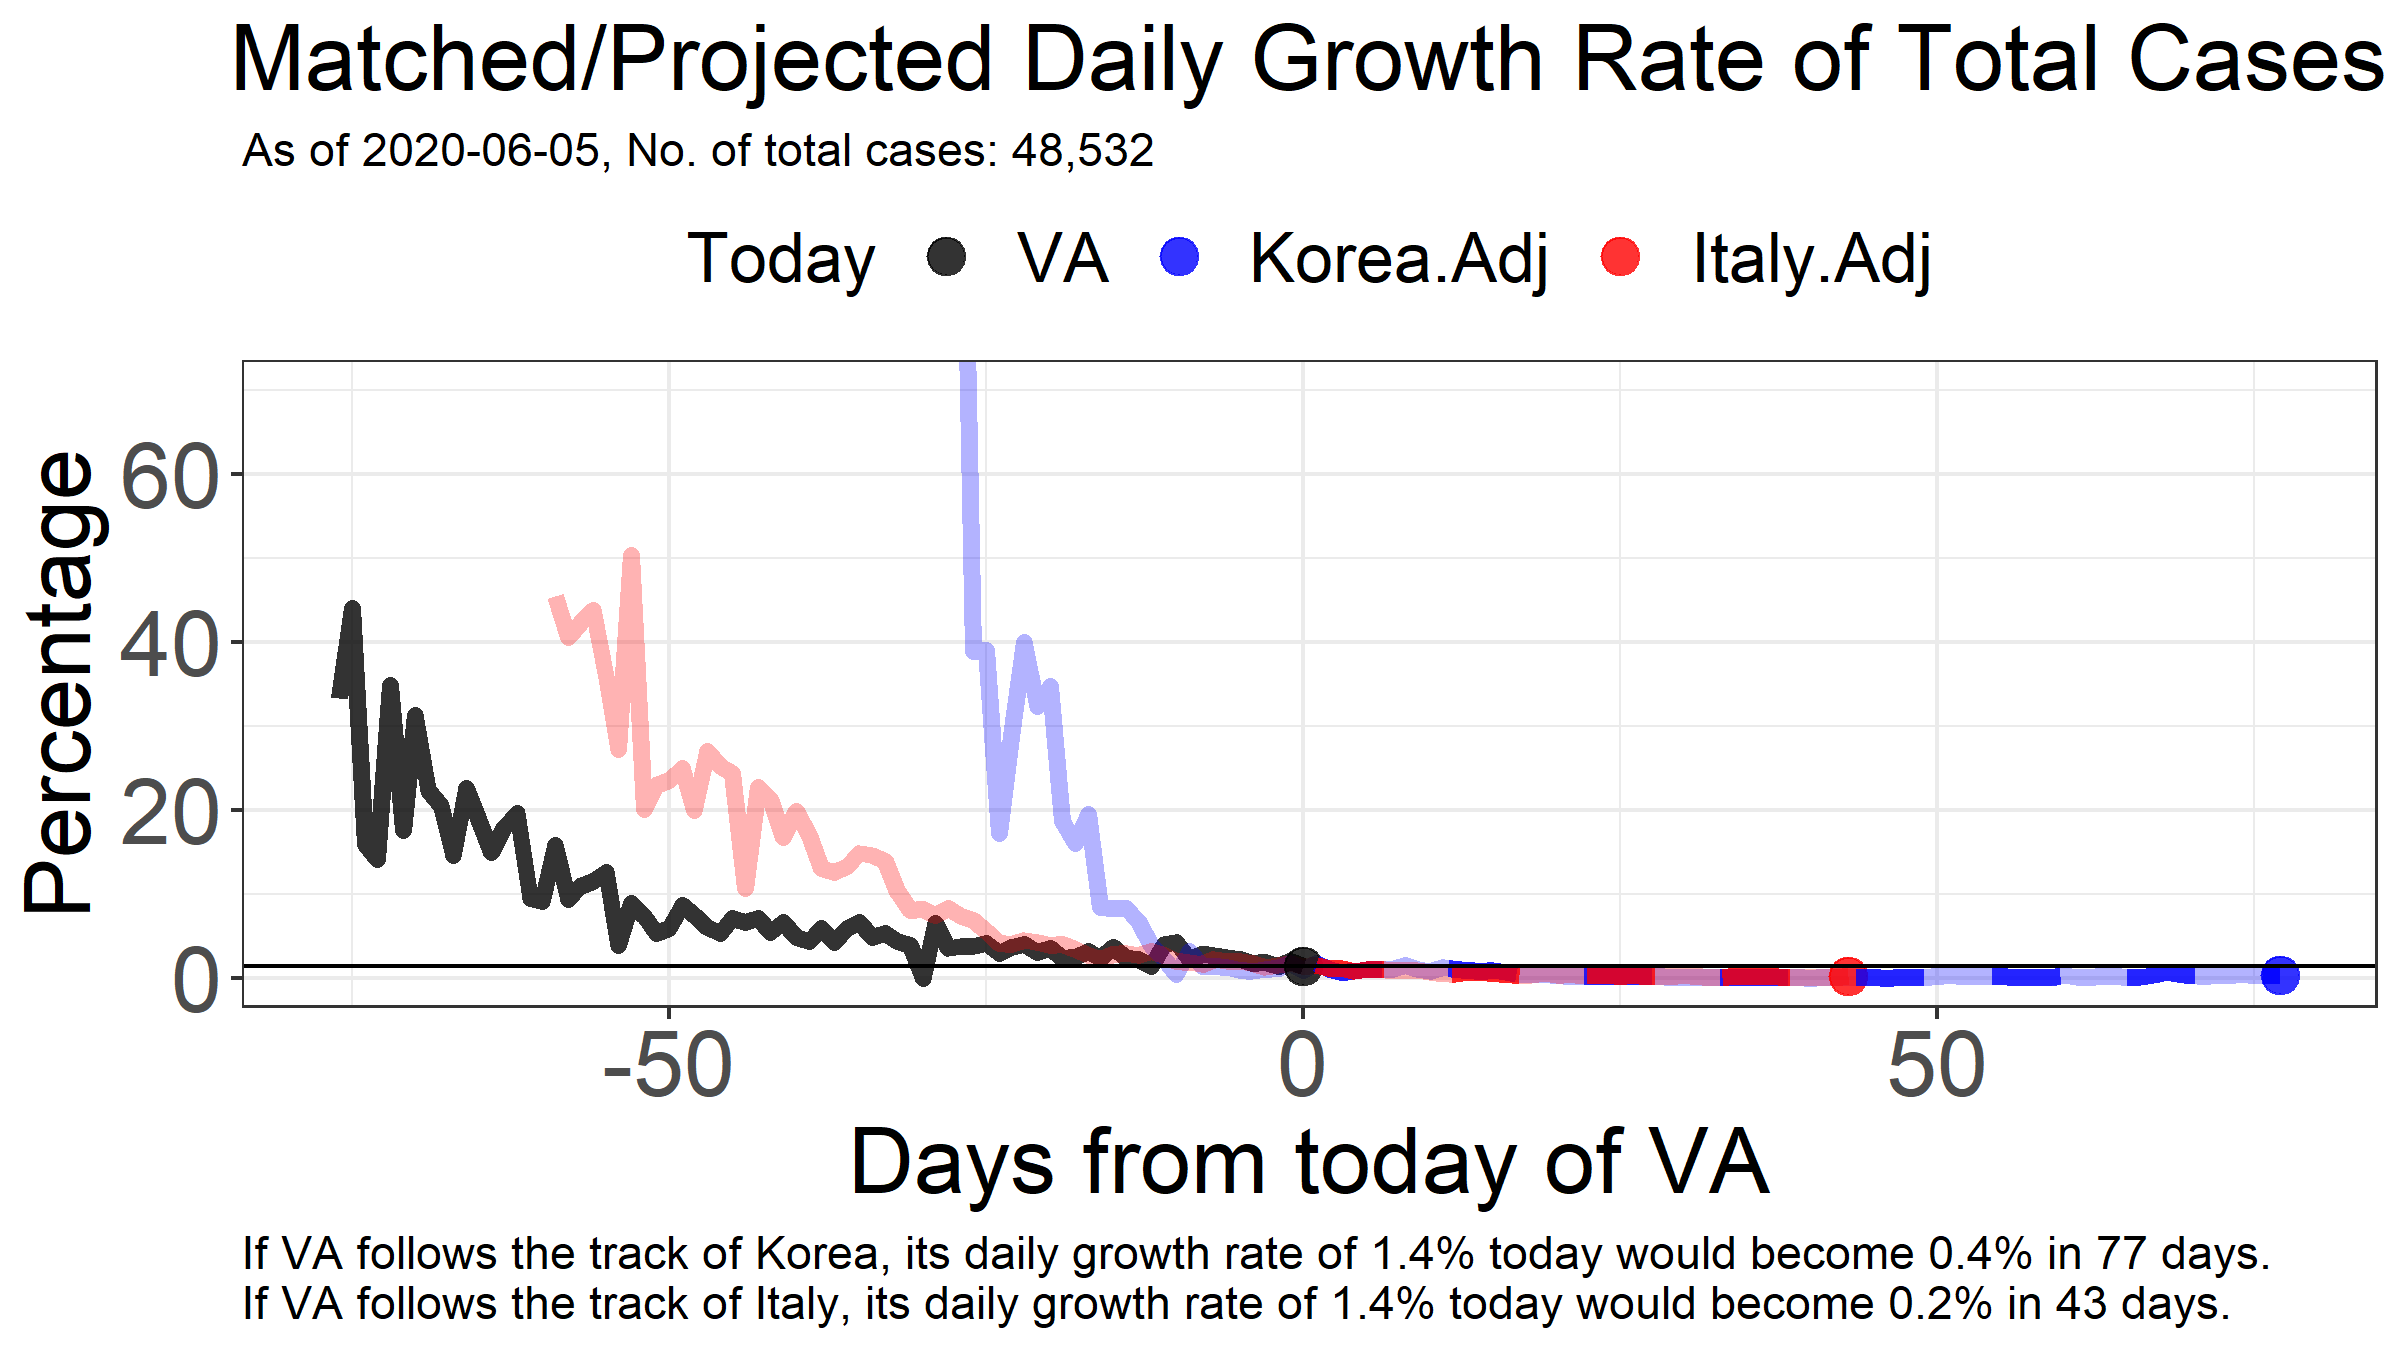 Matched/Projected Daily Growth Rate of Total Cases
As of 2020-06-05, No. of total cases: 48,532
Today VA Korea.Adj Italy.Adj
Percentage
60
40
20
0
-50 0 50
Days from today of VA
If VA follows the track of Korea, its daily growth rate of 1.4% today would become 0.4% in 77 days.
If VA follows the track of Italy, its daily growth rate of 1.4% today would become 0.2% in 43 days.